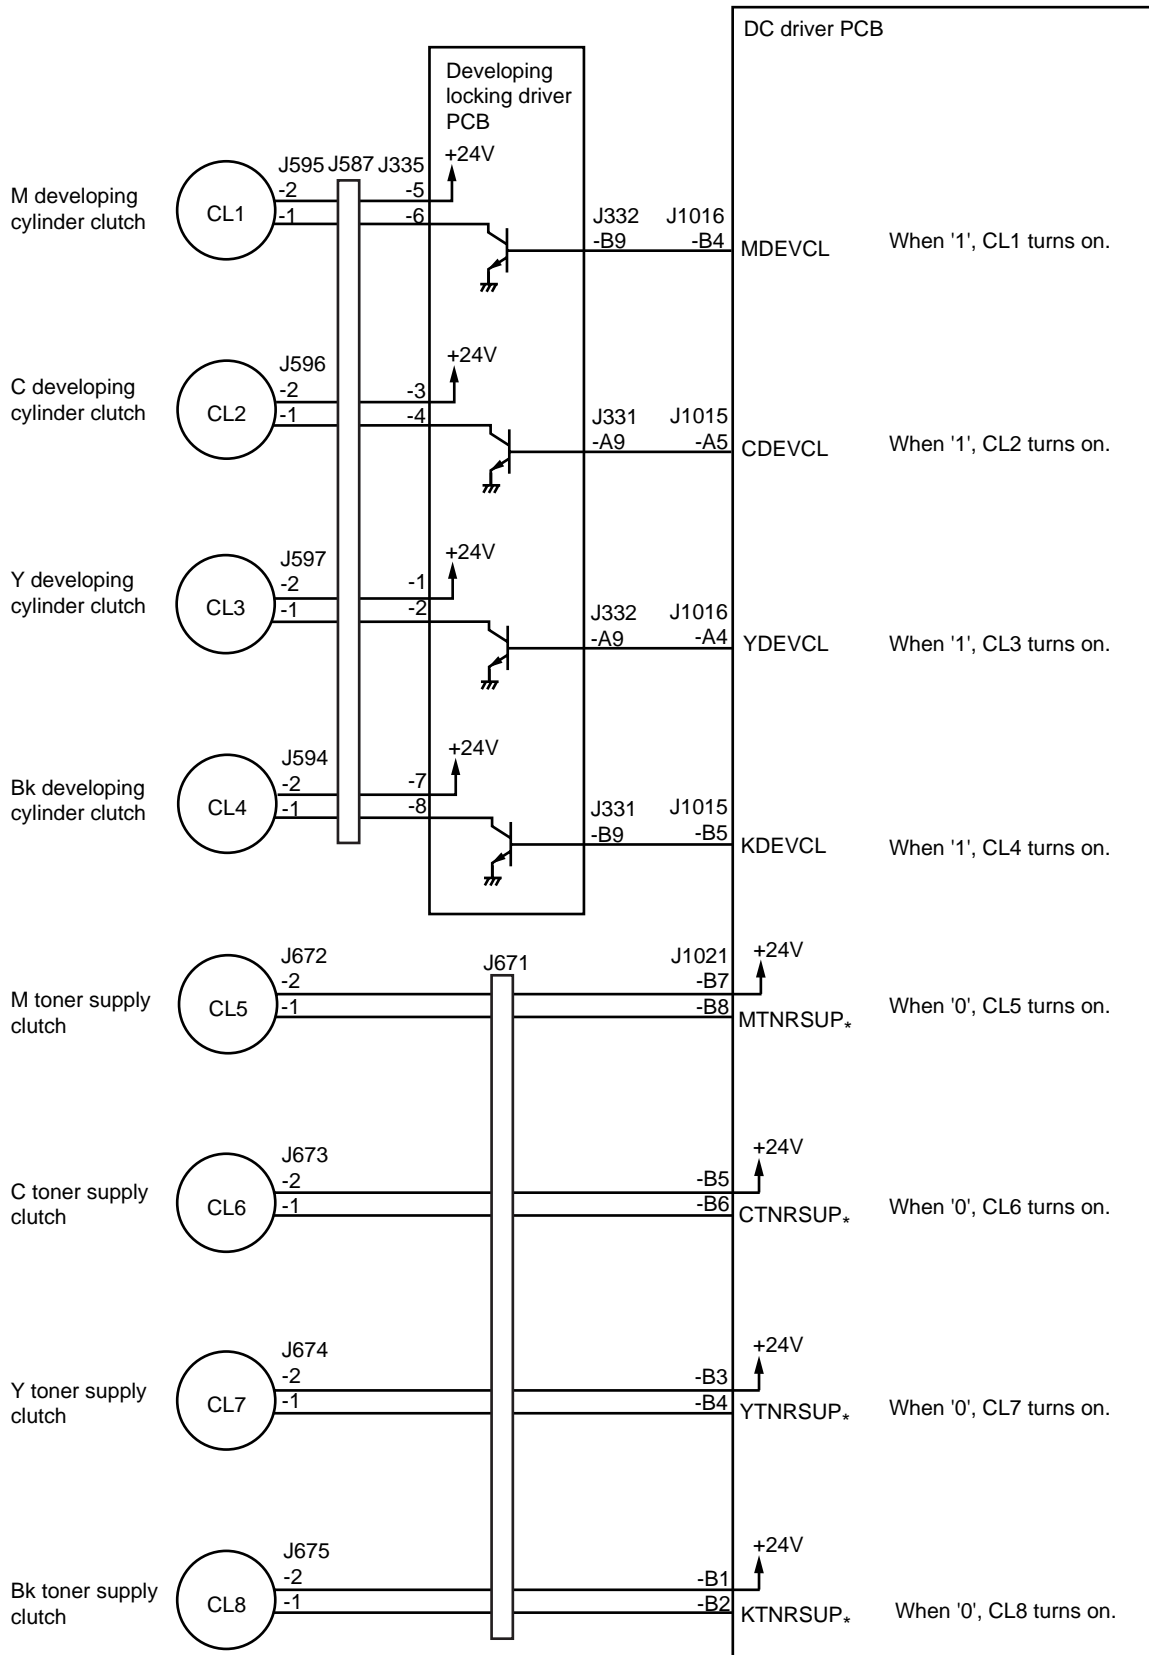 DC driver PCB
Developing
locking driver
PCB
+24V
J595 J587 J335
-2 -5
-1 -6
M developing
cylinder clutch
CL1
J332 J1016
-B9 -B4
MDEVCL
When '1', CL1 turns on.
+24V
J596
-2 -3
-1 -4
C developing
cylinder clutch
CL2
J331 J1015
-A9 -A5
CDEVCL
When '1', CL2 turns on.
+24V
J597
-2 -1
-1 -2
Y developing
cylinder clutch
CL3
J332 J1016
-A9 -A4
YDEVCL
When '1', CL3 turns on.
+24V
J594
-2 -7
-1 -8
Bk developing
cylinder clutch
CL4
J331 J1015
-B9 -B5
KDEVCL
When '1', CL4 turns on.
J672 J671 J1021 +24V
-2 -B7
-1 -B8
M toner supply
clutch
CL5
MTNRSUP*
When '0', CL5 turns on.
J673 +24V
-2 -B5
-1 -B6
C toner supply
clutch
CL6
CTNRSUP*
When '0', CL6 turns on.
J674 +24V
-2 -B3
-1 -B4
Y toner supply
clutch
CL7
YTNRSUP*
When '0', CL7 turns on.
J675 +24V
-2 -B1
-1 -B2
Bk toner supply
clutch
CL8
KTNRSUP*
When '0', CL8 turns on.